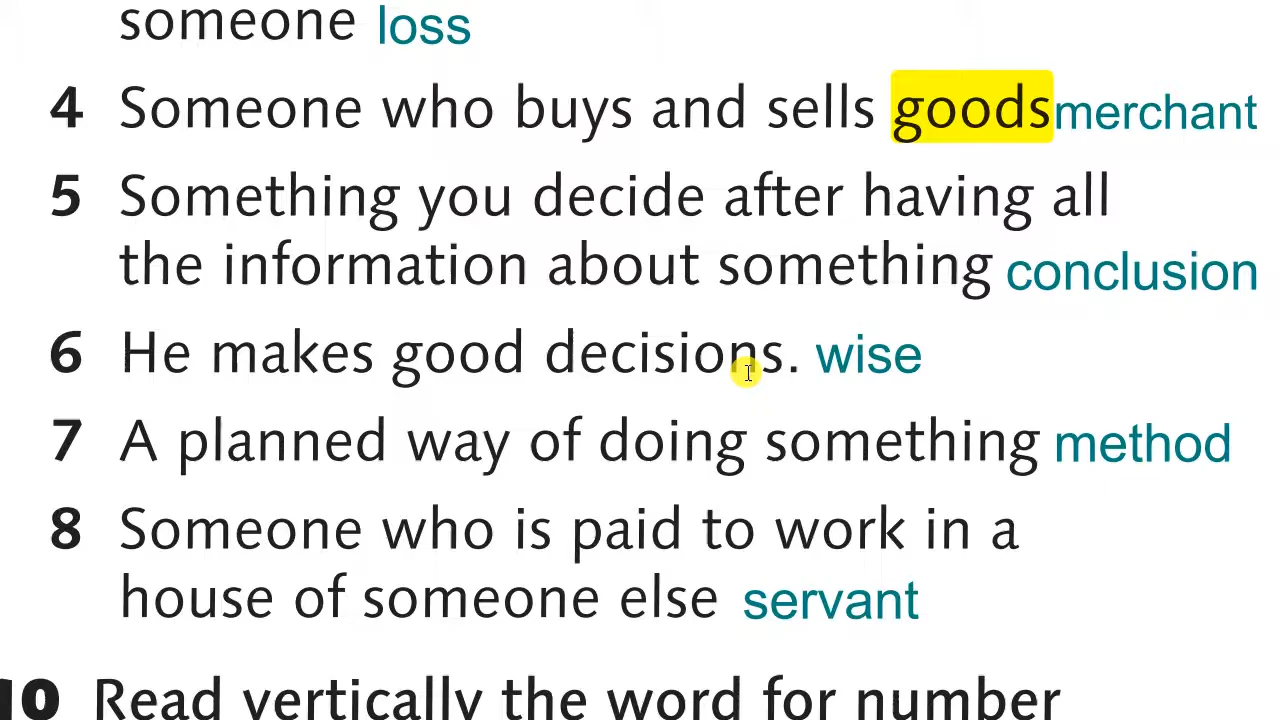 someone loss
4 Someone who buys and sells goods merchant
5 Something you decide after having all
the information about something conclusion
6 He makes good decisions. wise
7 A planned way of doing something method
8 Someone who is paid to work in a
house of someone else servant
10 Read vertically the word for number